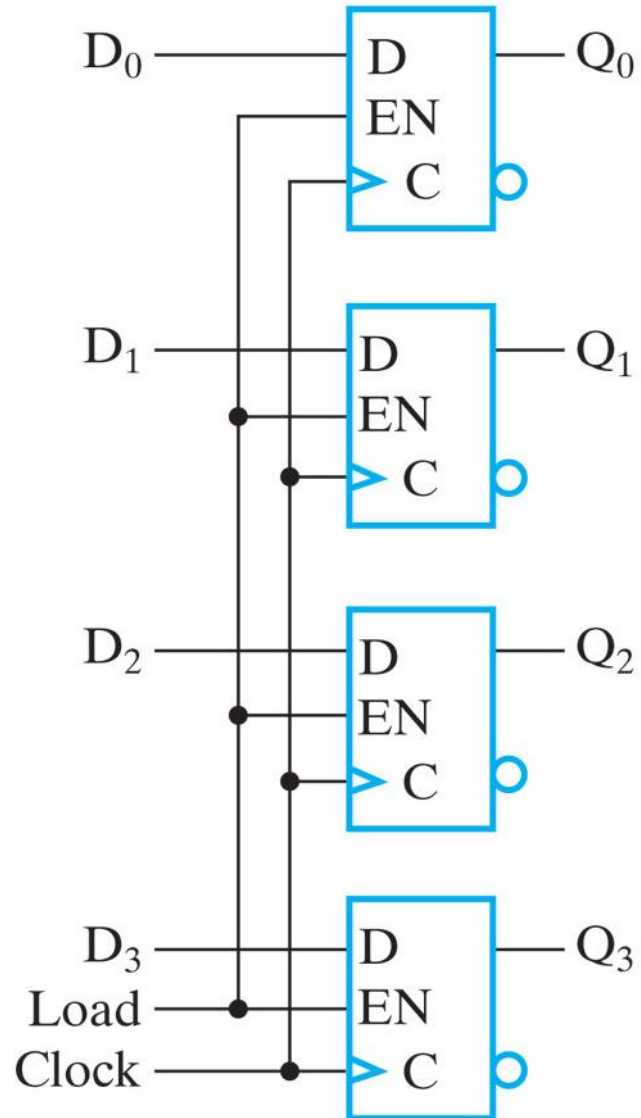 D₀ D Q₀
EN
C
D₁ D Q₁
EN
C
D₂ D Q₂
EN
C
D₃ D Q₃
Load EN
Clock C